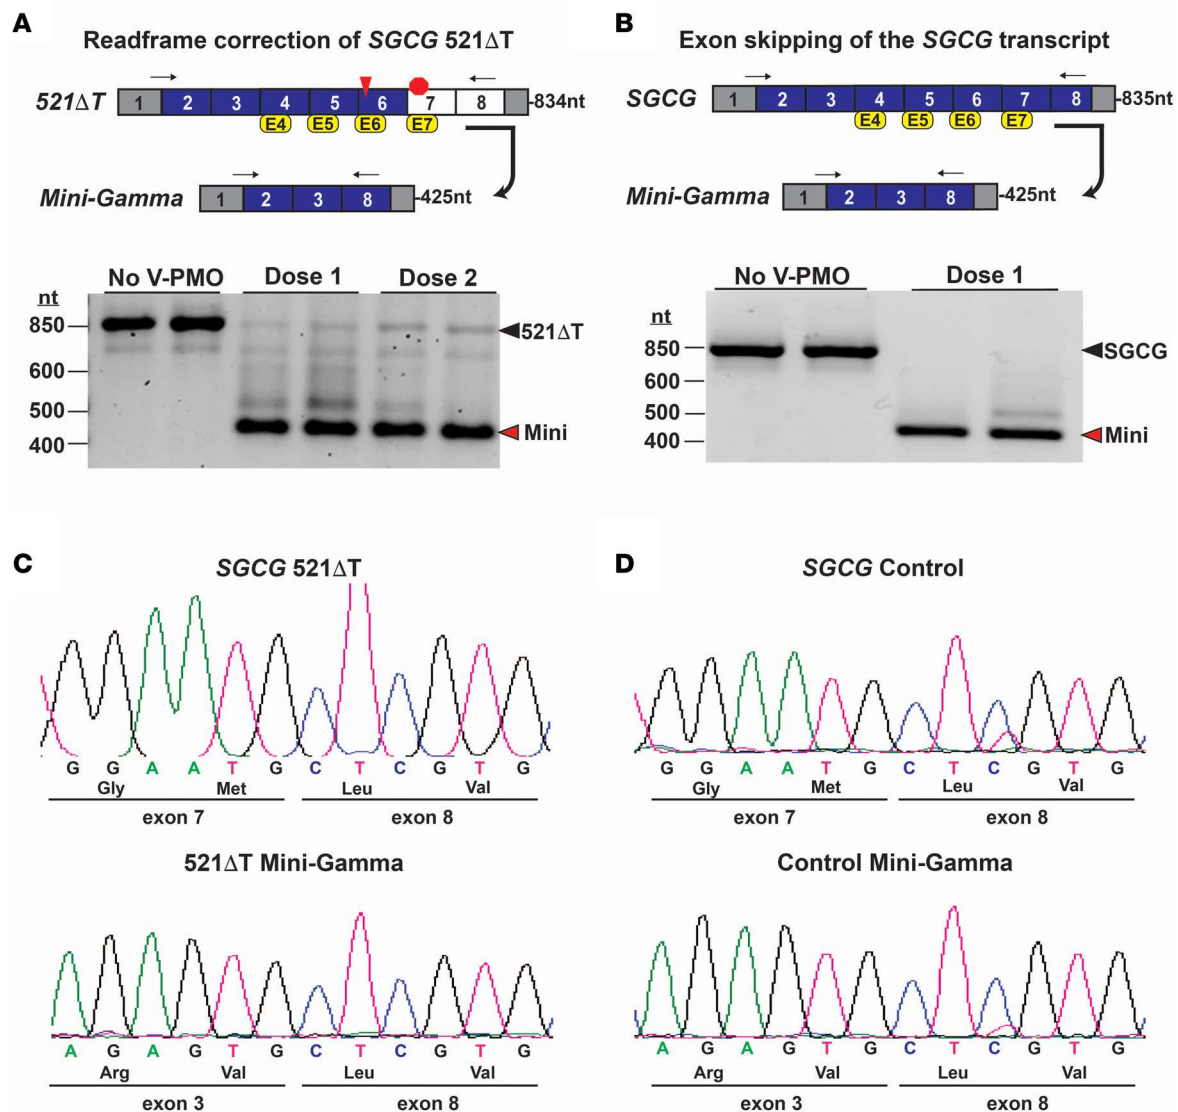 A
Readframe correction of SGCG 521ΔT
521ΔT 1 2 3 4 5 6 7 8 -834nt
E4 E5 E6 E7
Mini-Gamma 1 2 3 8 -425nt
No V-PMO Dose 1 Dose 2
nt
850
600
500
400
521ΔT
Mini
B
Exon skipping of the SGCG transcript
SGCG 1 2 3 4 5 6 7 8 -835nt
E4 E5 E6 E7
Mini-Gamma 1 2 3 8 -425nt
No V-PMO Dose 1
nt
850
600
500
400
SGCG
Mini
C
SGCG 521ΔT
G G A A T G C T C G T G
Gly Met Leu Val
exon 7 exon 8
521ΔT Mini-Gamma
A G A G T G C T C G T G
Arg Val Leu Val
exon 3 exon 8
D
SGCG Control
G G A A T G C T C G T G
Gly Met Leu Val
exon 7 exon 8
Control Mini-Gamma
A G A G T G C T C G T G
Arg Val Leu Val
exon 3 exon 8